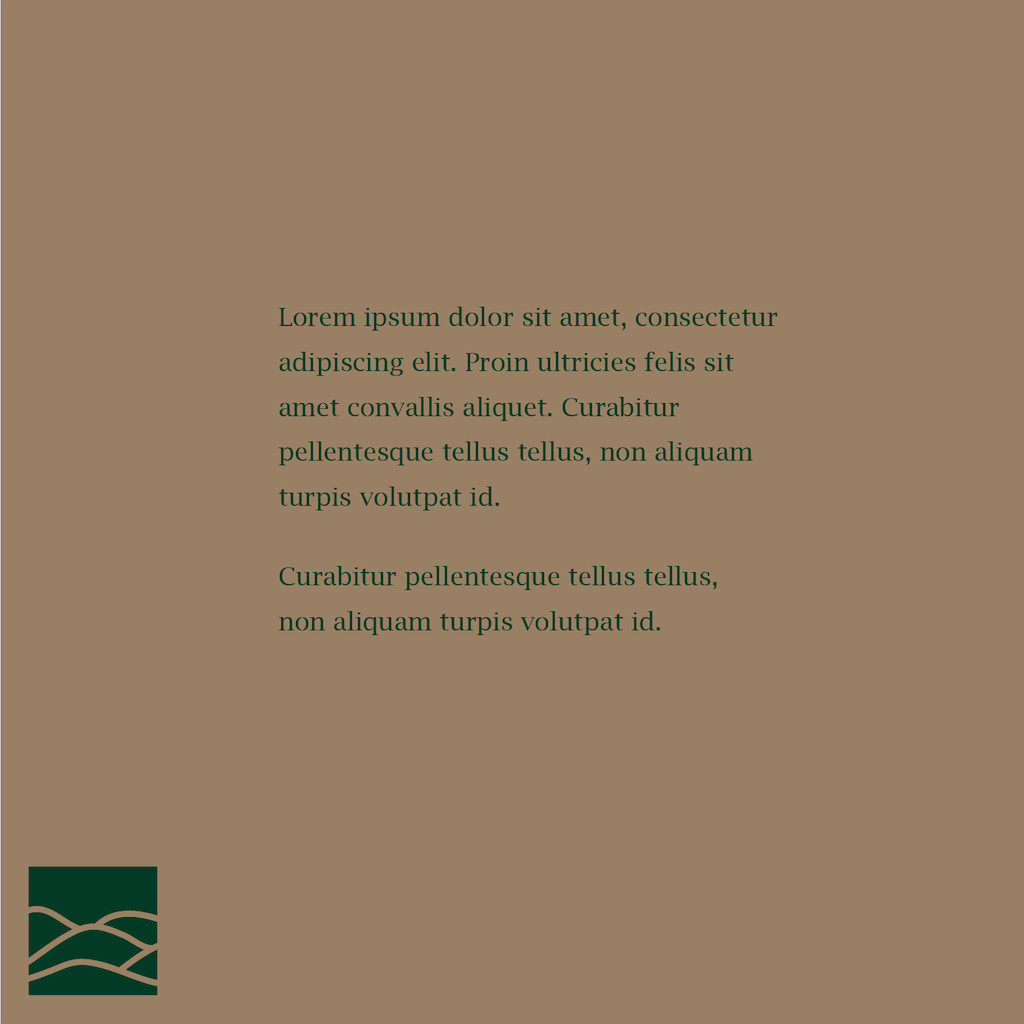 Lorem ipsum dolor sit amet, consectetur
adipiscing elit. Proin ultricies felis sit
amet convallis aliquet. Curabitur
pellentesque tellus tellus, non aliquam
turpis volutpat id.
Curabitur pellentesque tellus tellus,
non aliquam turpis volutpat id.